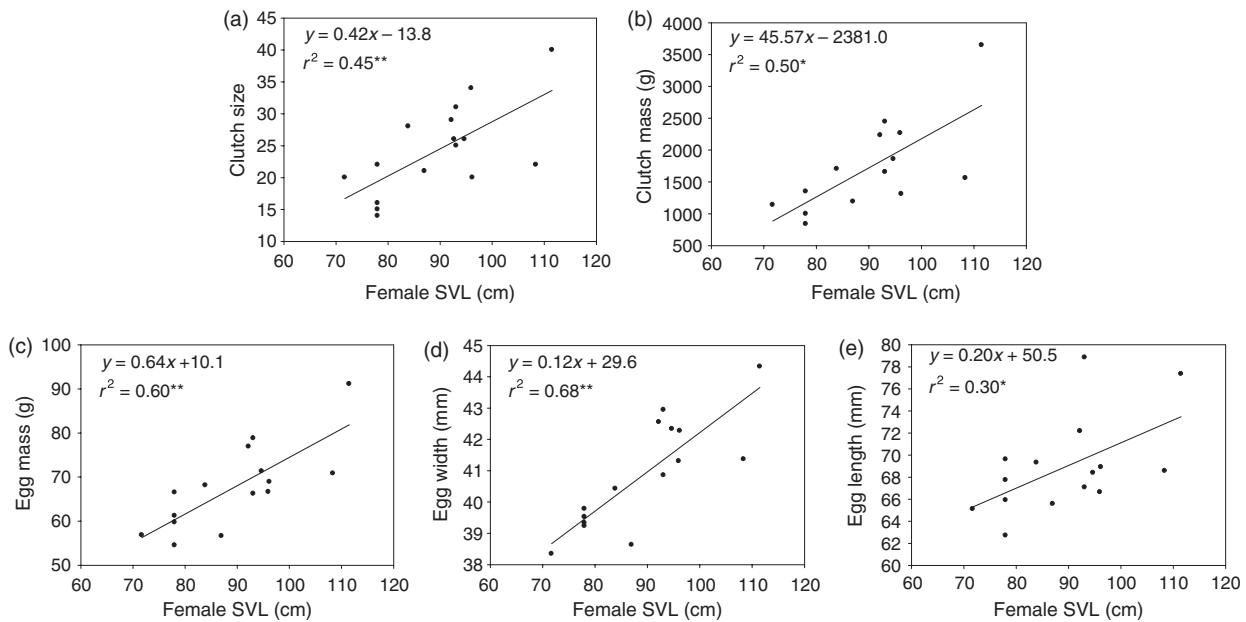 (a)
y = 0.42x – 13.8
r² = 0.45**
Clutch size
45
40
35
30
25
20
15
10
60 70 80 90 100 110 120
Female SVL (cm)
(b)
y = 45.57x – 2381.0
r² = 0.50*
Clutch mass (g)
4000
3500
3000
2500
2000
1500
1000
500
60 70 80 90 100 110 120
Female SVL (cm)
(c)
y = 0.64x +10.1
r² = 0.60**
Egg mass (g)
100
90
80
70
60
50
60 70 80 90 100 110 120
Female SVL (cm)
(d)
y = 0.12x + 29.6
r² = 0.68**
Egg width (mm)
45
44
43
42
41
40
39
38
60 70 80 90 100 110 120
Female SVL (cm)
(e)
y = 0.20x + 50.5
r² = 0.30*
Egg length (mm)
80
78
76
74
72
70
68
66
64
62
60
60 70 80 90 100 110 120
Female SVL (cm)